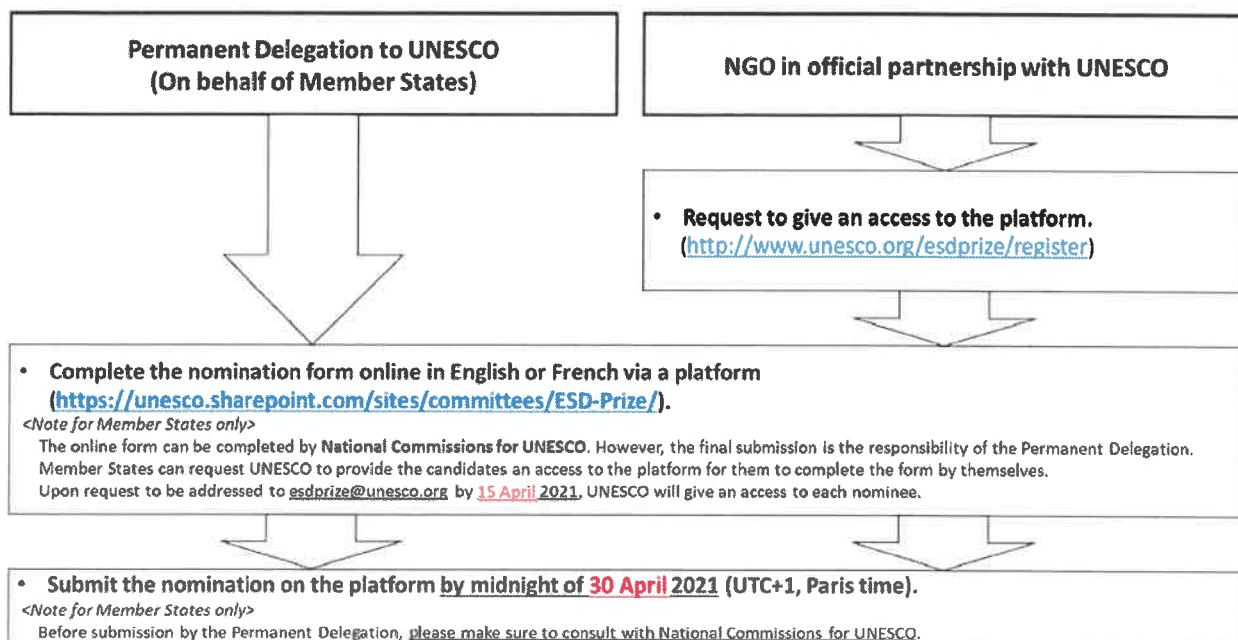 Permanent Delegation to UNESCO
(On behalf of Member States)
NGO in official partnership with UNESCO
• Request to give an access to the platform.
(http://www.unesco.org/esdprize/register)
• Complete the nomination form online in English or French via a platform
(https://unesco.sharepoint.com/sites/committees/ESD-Prize/).
<Note for Member States only>
The online form can be completed by National Commissions for UNESCO. However, the final submission is the responsibility of the Permanent Delegation.
Member States can request UNESCO to provide the candidates an access to the platform for them to complete the form by themselves.
Upon request to be addressed to esdprize@unesco.org by 15 April 2021, UNESCO will give an access to each nominee.
• Submit the nomination on the platform by midnight of 30 April 2021 (UTC+1, Paris time).
<Note for Member States only>
Before submission by the Permanent Delegation, please make sure to consult with National Commissions for UNESCO.